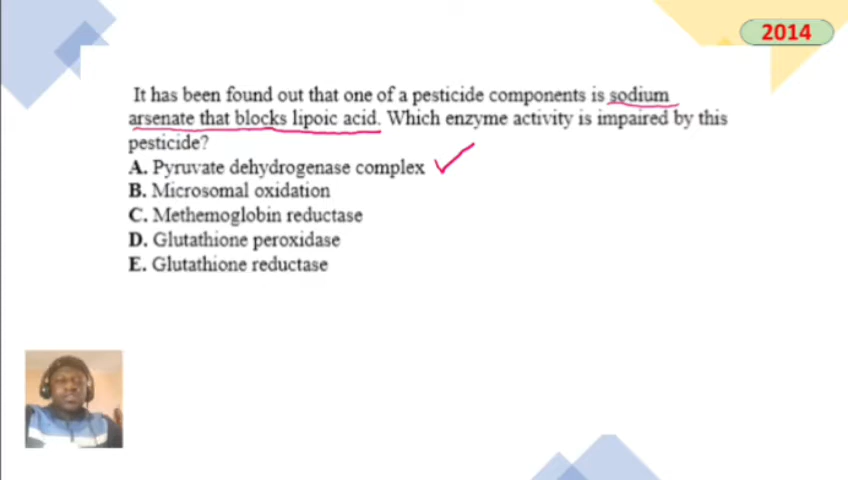 2014
It has been found out that one of a pesticide components is sodium
arsenate that blocks lipoic acid. Which enzyme activity is impaired by this
pesticide?
A. Pyruvate dehydrogenase complex
B. Microsomal oxidation
C. Methemoglobin reductase
D. Glutathione peroxidase
E. Glutathione reductase